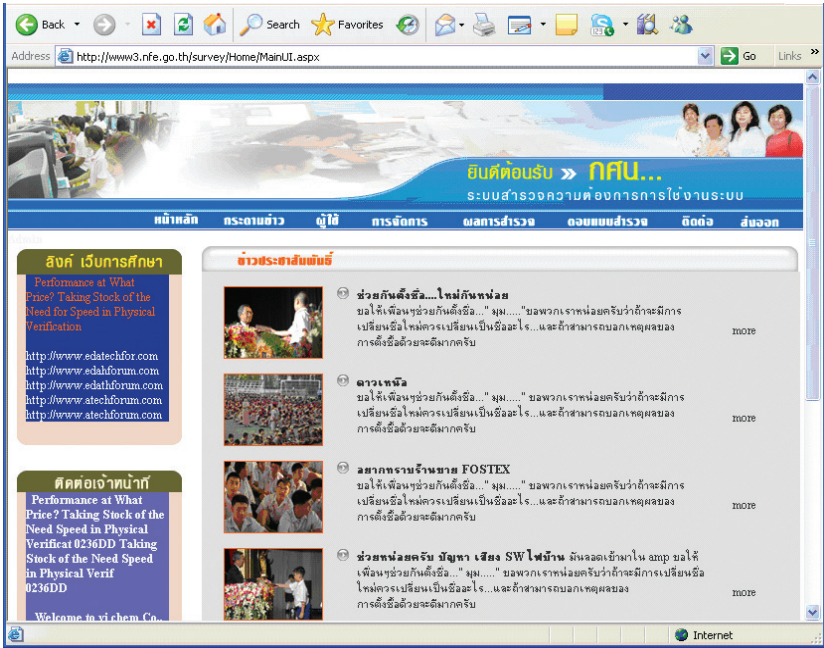 Back
Search
Favorites
Address http://www3.nfe.go.th/survey/Home/MainUI.aspx Go Links »
ยินดีต้อนรับ » กศน...
ระบบสำรวจความต้องการการใช้งานระบบ
หน้าหลัก กระดานข่าว ผู้ใช้ การจัดการ ผลการสำรวจ ตอบแบบสำรวจ ติดต่อ ส่งออก
ลิงค์ เว็บการศึกษา
Performance at What
Price? Taking Stock of the
Need for Speed in Physical
Verification
http://www.edatechfor.com
http://www.edahforum.com
http://www.edathforum.com
http://www.atechforum.com
http://www.atechforum.com
ติดต่อเจ้าหน้าที่
Performance at What
Price? Taking Stock of the
Need Speed in Physical
Verificat 0236DD Taking
Stock of the Need Speed
in Physical Verif
0236DD
Welcome to yi chem Co.,
ข่าวประชาสัมพันธ์
ช่วยกันตั้งชื่อ....ใหม่กันหน่อย
ขอให้เพื่อนๆช่วยกันตั้งชื่อ..." มุม....." ของพวกเราหน่อยครับว่าถ้าจะมีการ
เปลี่ยนชื่อใหม่ควรเปลี่ยนเป็นชื่ออะไร...และถ้าสามารถบอกเหตุผลของ
การตั้งชื่อด้วยจะดีมากครับ
more
ดาวเหนือ
ขอให้เพื่อนๆช่วยกันตั้งชื่อ..." มุม....." ของพวกเราหน่อยครับว่าถ้าจะมีการ
เปลี่ยนชื่อใหม่ควรเปลี่ยนเป็นชื่ออะไร...และถ้าสามารถบอกเหตุผลของ
การตั้งชื่อด้วยจะดีมากครับ
more
อยากทราบร้านขาย FOSTEX
ขอให้เพื่อนๆช่วยกันตั้งชื่อ..." มุม....." ของพวกเราหน่อยครับว่าถ้าจะมีการ
เปลี่ยนชื่อใหม่ควรเปลี่ยนเป็นชื่ออะไร...และถ้าสามารถบอกเหตุผลของ
การตั้งชื่อด้วยจะดีมากครับ
more
ช่วยหน่อยครับ ปัญหา เสียง SW ไฟบ้าน มันลอดเข้ามาใน amp ขอให้
เพื่อนๆช่วยกันตั้งชื่อ..." มุม....." ของพวกเราหน่อยครับว่าถ้าจะมีการเปลี่ยนชื่อ
ใหม่ควรเปลี่ยนเป็นชื่ออะไร...และถ้าสามารถบอกเหตุผลของ
การตั้งชื่อด้วยจะดีมากครับ
more
Internet